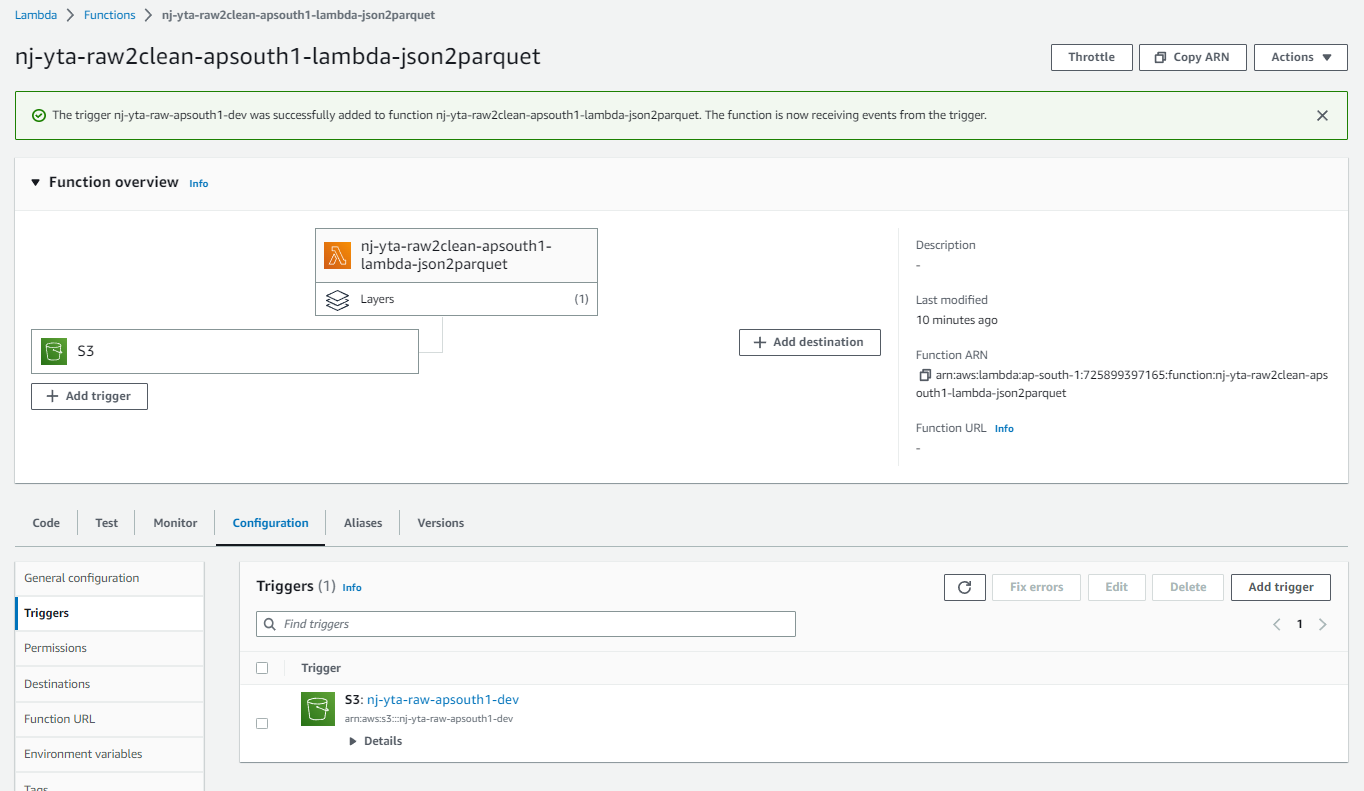 Lambda > Functions > nj-yta-raw2clean-apsouth1-lambda-json2parquet
nj-yta-raw2clean-apsouth1-lambda-json2parquet
Throttle
Copy ARN
Actions
The trigger nj-yta-raw-apsouth1-dev was successfully added to function nj-yta-raw2clean-apsouth1-lambda-json2parquet. The function is now receiving events from the trigger.
Function overview Info
nj-yta-raw2clean-apsouth1-
lambda-json2parquet
Layers (1)
S3
Add trigger
Add destination
Description
-
Last modified
10 minutes ago
Function ARN
arn:aws:lambda:ap-south-1:725899397165:function:nj-yta-raw2clean-aps
outh1-lambda-json2parquet
Function URL Info
-
Code
Test
Monitor
Configuration
Aliases
Versions
General configuration
Triggers
Permissions
Destinations
Function URL
Environment variables
Tags
Triggers (1) Info
Fix errors
Edit
Delete
Add trigger
Find triggers
1
Trigger
S3: nj-yta-raw-apsouth1-dev
arn:aws:s3:::nj-yta-raw-apsouth1-dev
Details